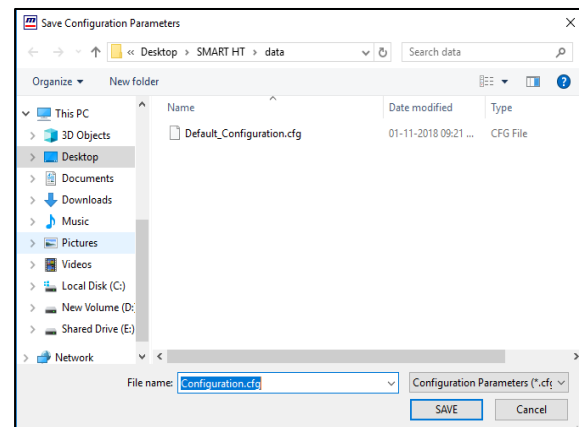 Save Configuration Parameters
« Desktop > SMART HT > data
Search data
Organize
New folder
Name
Date modified
Type
This PC
3D Objects
Desktop
Documents
Downloads
Music
Pictures
Videos
Local Disk (C:)
New Volume (D:
Shared Drive (E:)
Network
Default_Configuration.cfg
01-11-2018 09:21 ...
CFG File
File name:
Configuration.cfg
Configuration Parameters (*.cfg
SAVE
Cancel